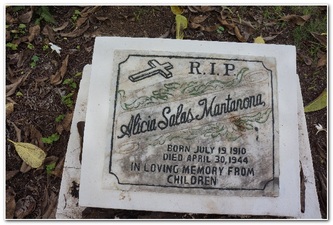 R.I.P.
Alicia Salas Mantanona,
BORN JULY 19, 1910
DIED APRIL 30, 1944
IN LOVING MEMORY FROM
CHILDREN